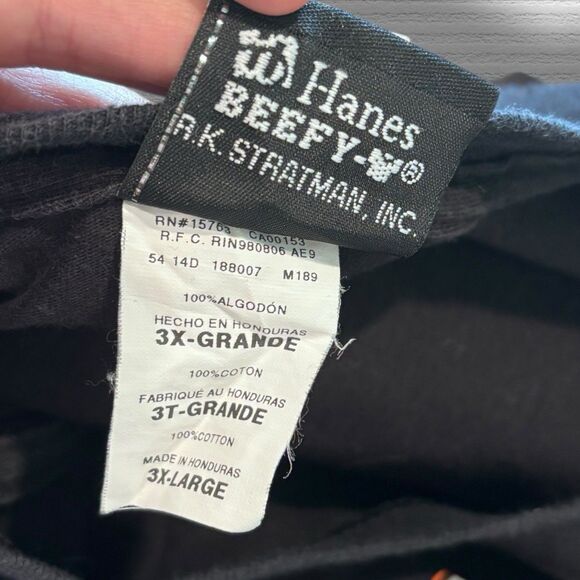 Hanes
BEEFY-®
R.K. STRATMAN, INC.
RN#15763 CA00153
R.F.C. RIN980806 AE9
54 14D 188007 M189
100%ALGODÓN
HECHO EN HONDURAS
3X-GRANDE
100%COTON
FABRIQUÉ AU HONDURAS
3T-GRANDE
100%COTTON
MADE IN HONDURAS
3X-LARGE